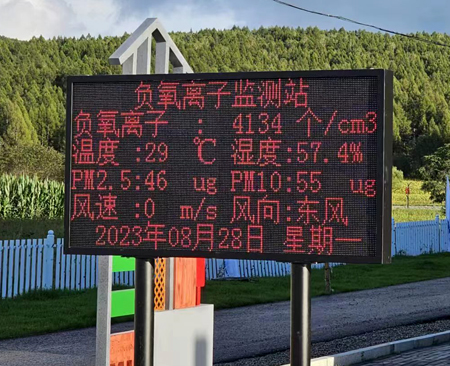 负氧离子监测站
负氧离子 : 4134 个/cm3
温度:29 ℃ 湿度:57.4%
PM2.5:46 ug PM10:55 ug
风速:0 m/s 风向:东风
2023年08月28日 星期一